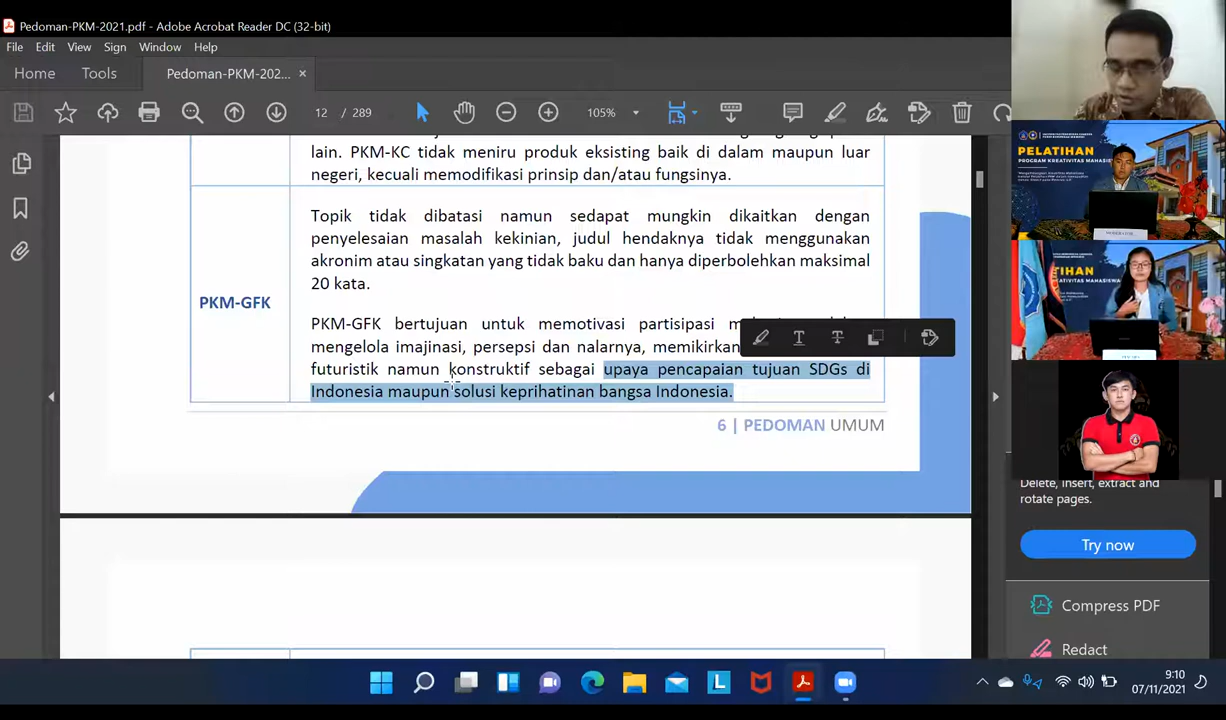 Pedoman-PKM-2021.pdf - Adobe Acrobat Reader DC (32-bit)
File Edit View Sign Window Help
Home Tools Pedoman-PKM-202... ×
12 / 289 105%
lain. PKM-KC tidak meniru produk eksisting baik di dalam maupun luar
negeri, kecuali memodifikasi prinsip dan/atau fungsinya.
PKM-GFK
Topik tidak dibatasi namun sedapat mungkin dikaitkan dengan
penyelesaian masalah kekinian, judul hendaknya tidak menggunakan
akronim atau singkatan yang tidak baku dan hanya diperbolehkan maksimal
20 kata.
PKM-GFK bertujuan untuk memotivasi partisipasi
mengelola imajinasi, persepsi dan nalarnya, memikirkan
futuristik namun konstruktif sebagai upaya pencapaian tujuan SDGs di
Indonesia maupun solusi keprihatinan bangsa Indonesia.
6 | PEDOMAN UMUM
PELATIHAN
PROGRAM KREATIVITAS MAHASISWA
TIHAN
Delete, insert, extract and
rotate pages.
Try now
Compress PDF
Redact
9:10
07/11/2021